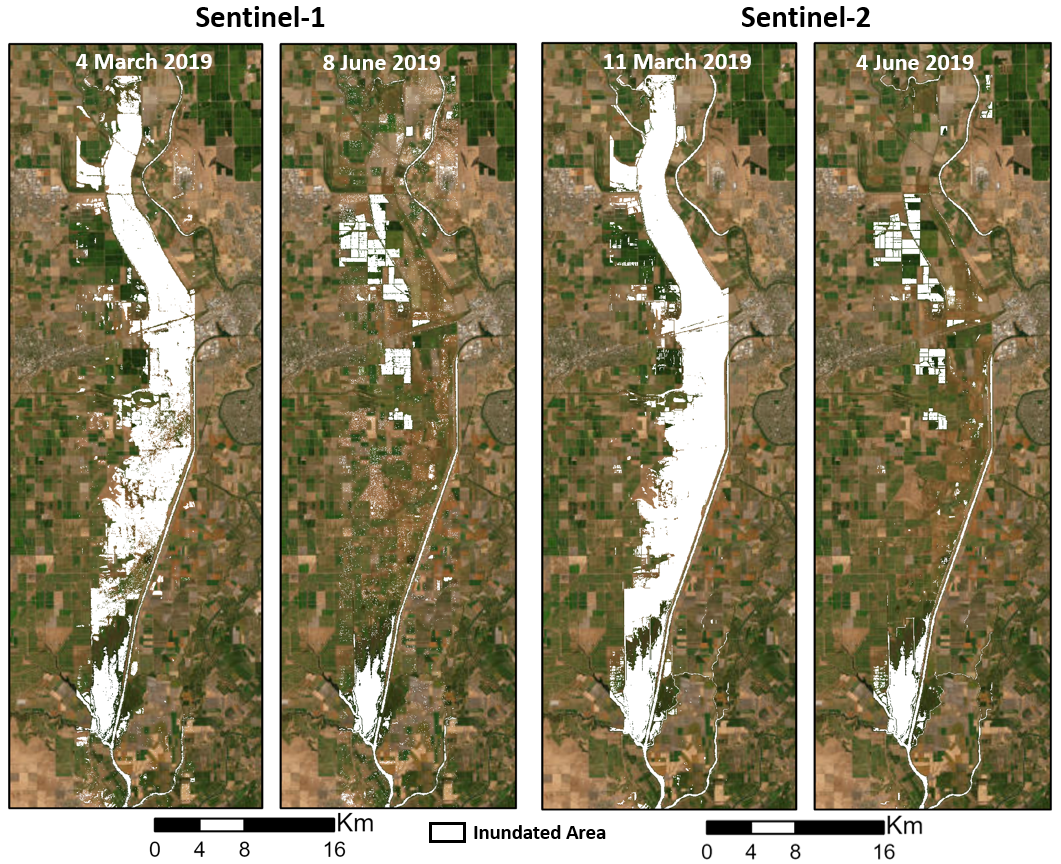 Sentinel-1
Sentinel-2
4 March 2019
8 June 2019
11 March 2019
4 June 2019
Km
0 4 8 16
Inundated Area
Km
0 4 8 16